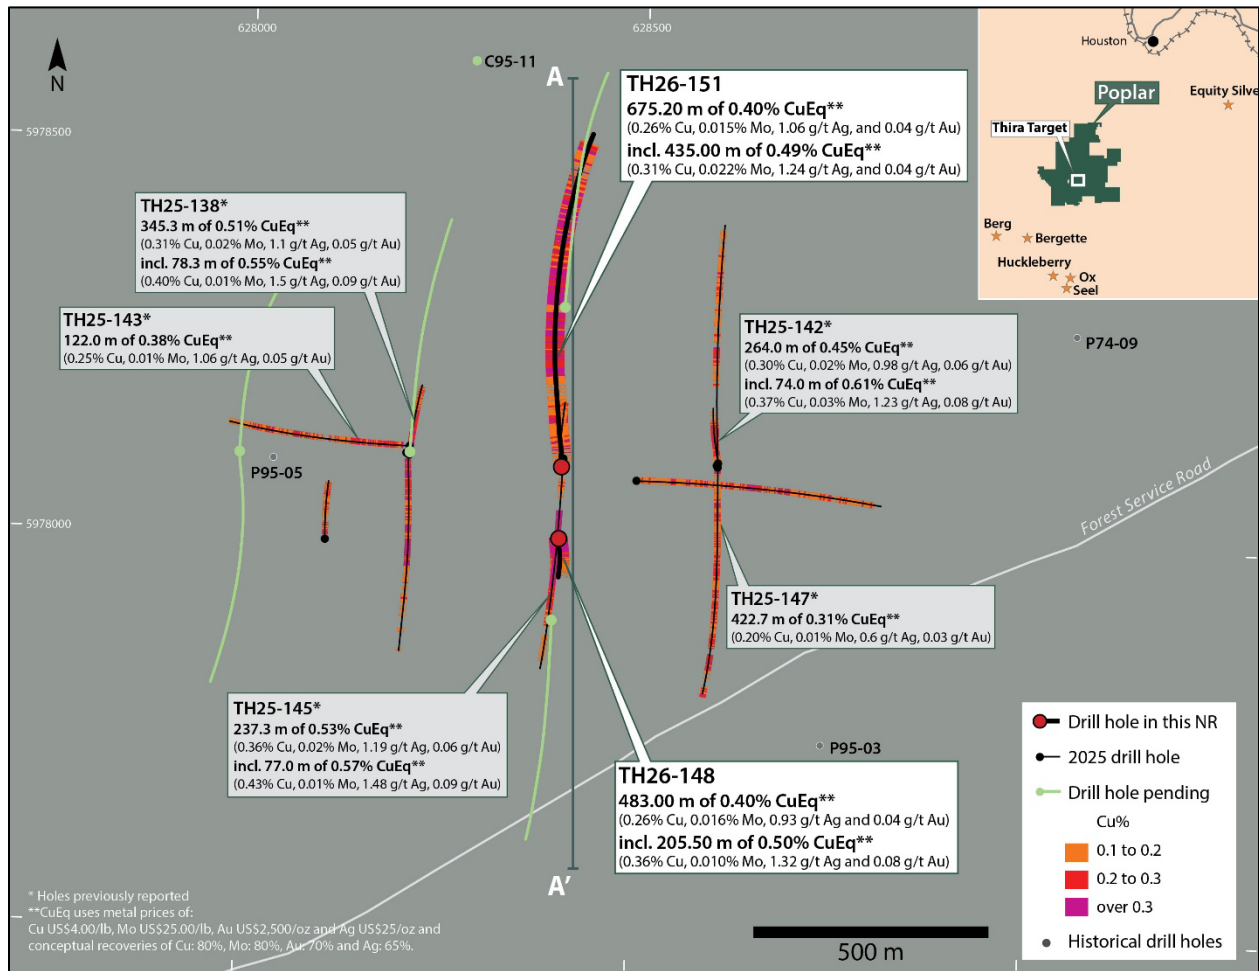 628000
628500
N
C95-11
A
5978500
TH26-151
675.20 m of 0.40% CuEq**
(0.26% Cu, 0.015% Mo, 1.06 g/t Ag, and 0.04 g/t Au)
incl. 435.00 m of 0.49% CuEq**
(0.31% Cu, 0.022% Mo, 1.24 g/t Ag, and 0.04 g/t Au)
Houston
Equity Silve
Poplar
Thira Target
Berg
Bergette
Huckleberry
Ox
Seel
TH25-138*
345.3 m of 0.51% CuEq**
(0.31% Cu, 0.02% Mo, 1.1 g/t Ag, 0.05 g/t Au)
incl. 78.3 m of 0.55% CuEq**
(0.40% Cu, 0.01% Mo, 1.5 g/t Ag, 0.09 g/t Au)
TH25-143*
122.0 m of 0.38% CuEq**
(0.25% Cu, 0.01% Mo, 1.06 g/t Ag, 0.05 g/t Au)
TH25-142*
264.0 m of 0.45% CuEq**
(0.30% Cu, 0.02% Mo, 0.98 g/t Ag, 0.06 g/t Au)
incl. 74.0 m of 0.61% CuEq**
(0.37% Cu, 0.03% Mo, 1.23 g/t Ag, 0.08 g/t Au)
P74-09
P95-05
5978000
Forest Service Road
TH25-147*
422.7 m of 0.31% CuEq**
(0.20% Cu, 0.01% Mo, 0.6 g/t Ag, 0.03 g/t Au)
TH25-145*
237.3 m of 0.53% CuEq**
(0.36% Cu, 0.02% Mo, 1.19 g/t Ag, 0.06 g/t Au)
incl. 77.0 m of 0.57% CuEq**
(0.43% Cu, 0.01% Mo, 1.48 g/t Ag, 0.09 g/t Au)
P95-03
TH26-148
483.00 m of 0.40% CuEq**
(0.26% Cu, 0.016% Mo, 0.93 g/t Ag and 0.04 g/t Au)
incl. 205.50 m of 0.50% CuEq**
(0.36% Cu, 0.010% Mo, 1.32 g/t Ag and 0.08 g/t Au)
A'
Drill hole in this NR
2025 drill hole
Drill hole pending
Cu%
0.1 to 0.2
0.2 to 0.3
over 0.3
Historical drill holes
* Holes previously reported
**CuEq uses metal prices of:
Cu US$4.00/lb, Mo US$25.00/lb, Au US$2,500/oz and Ag US$25/oz and
conceptual recoveries of Cu: 80%, Mo: 80%, Au: 70% and Ag: 65%.
500 m